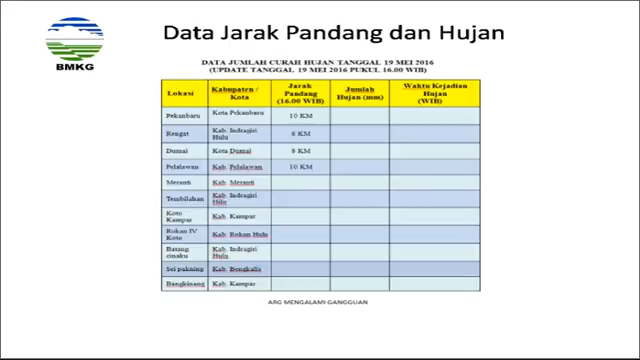 Data Jarak Pandang dan Hujan
BMKG
DATA JUMLAH CURAH HUJAN TANGGAL 19 MEI 2016
(UPDATE TANGGAL 19 MEI 2016 PUKUL 16.00 WIB)
Lokasi Kabupaten / Kota Jarak Pandang (16.00 WIB) Jumlah Hujan (mm) Waktu Kejadian Hujan (WIB)
Pekanbaru Kota Pekanbaru 10 KM
Rengat Kab. Indragiri Hulu 8 KM
Dumai Kota Dumai 8 KM
Pelalawan Kab. Pelalawan 10 KM
Meranti Kab. Meranti
Tembilahan Kab. Indragiri Hilir
Koto Kampar Kab. Kampar
Rokan IV Koto Kab. Rokan Hulu
Batang cinaku Kab. Indragiri Hulu
Sei pakning Kab. Bengkalis
Bangkinang Kab. Kampar
ARG MENGALAMI GANGGUAN